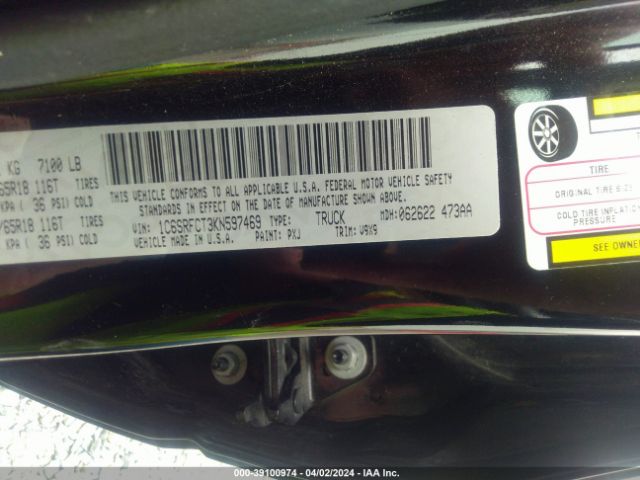 KG 7100 LB
65R18 116T TIRES
KPA ( 36 PSI) COLD
/65R18 116T TIRES
KPA ( 36 PSI) COLD
THIS VEHICLE CONFORMS TO ALL APPLICABLE U.S.A. FEDERAL MOTOR VEHICLE SAFETY
STANDARDS IN EFFECT ON THE DATE OF MANUFACTURE SHOWN ABOVE.
VIN: 1C6SRFCT3KN597469 TYPE: TRUCK MDH: 062622 473AA
MADE IN U.S.A. PAINT: PXJ TRIM: V9X9
TIRE
ORIGINAL TIRE SIZE
COLD TIRE INFLATION
PRESSURE
SEE OWNE
000-39100974 - 04/02/2024 - IAA Inc.